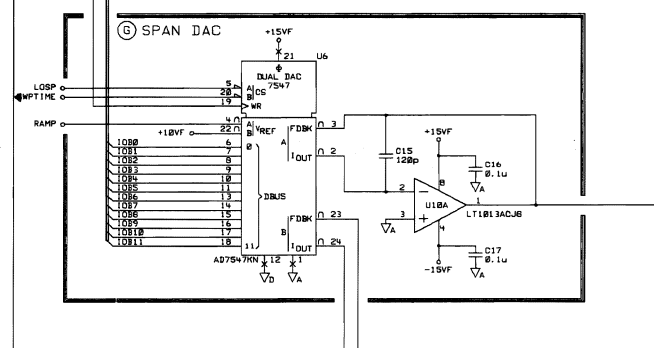 G SPAN DAC
+15VF
21 U6
DUAL DAC
7547
LOSP 5 A CS
WPTIME 20 B
19 WR
RAMP 4 A VREF FDBK 3
+10VF 22 B A
IOB0 6 0 IOUT 2
IOB1 7
IOB2 8
IOB3 9
IOB4 10
IOB5 11
IOB6 13 DBUS
IOB7 14
IOB8 15 FDBK 23
IOB9 16 B
IOB10 17
IOB11 18 11 IOUT 24
AD7547KN 12 1
D A
C15
120p
+15VF
C16
0.1u
A
8
2 - U10A 1
3 + LT1013ACJ8
A
4
C17
0.1u
A
-15VF